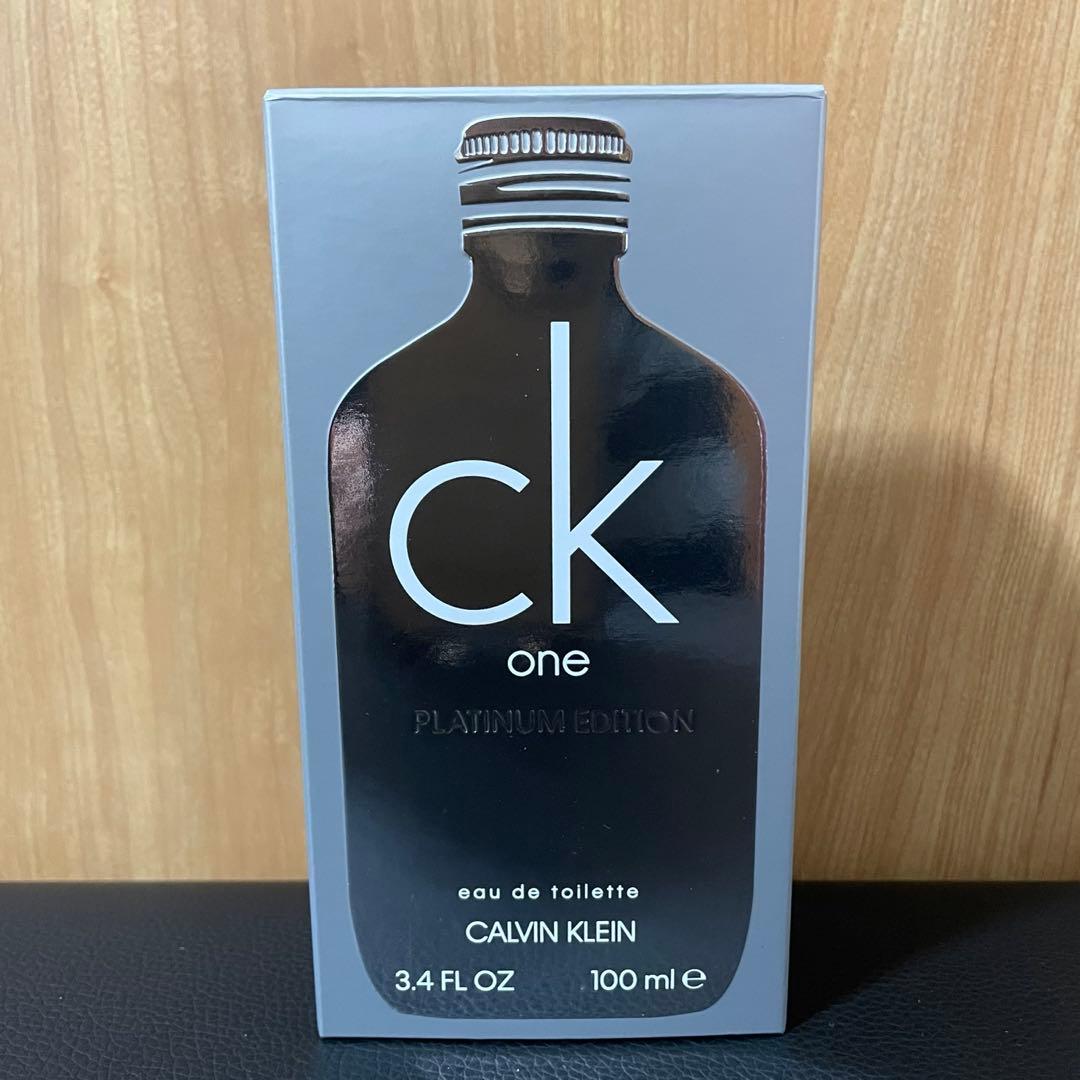 ck
one
PLATINUM EDITION
eau de toilette
CALVIN KLEIN
3.4 FL OZ 100 ml ℮